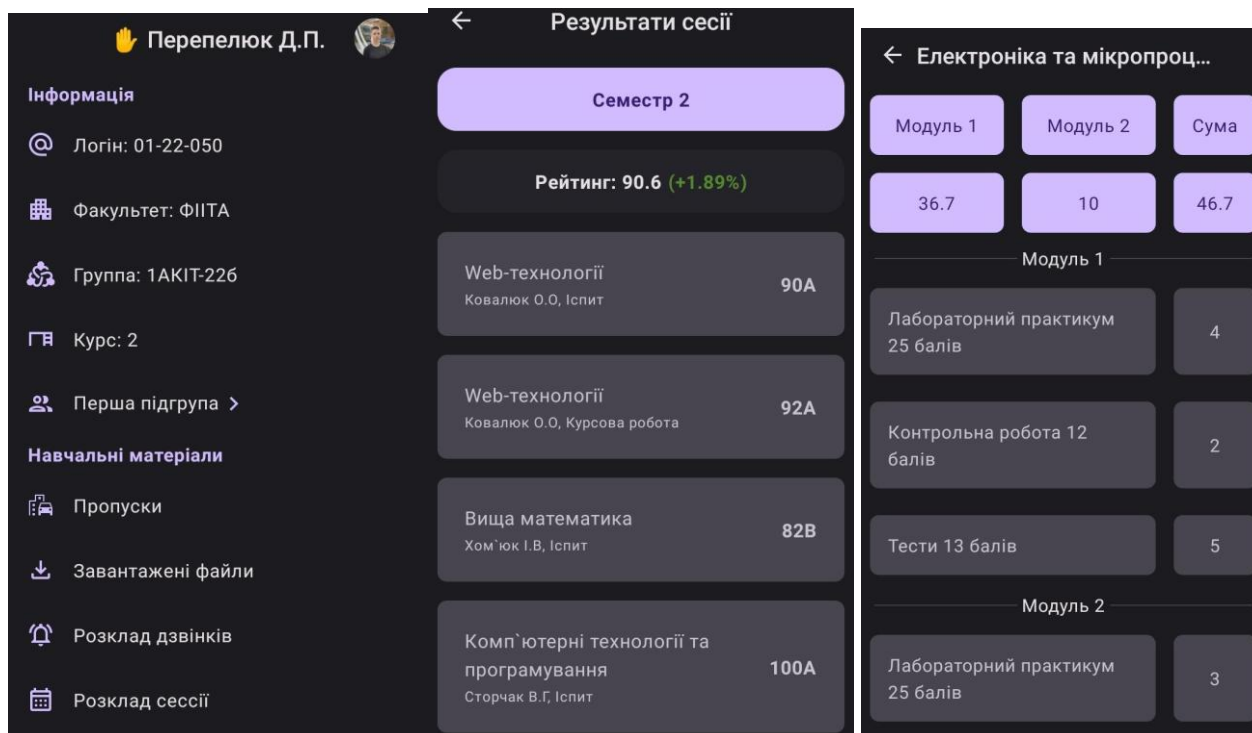 Перепелюк Д.П.
Інформація
Логін: 01-22-050
Факультет: ФІІТА
Группа: 1АКІТ-22б
Курс: 2
Перша підгрупа
Навчальні матеріали
Пропуски
Завантажені файли
Розклад дзвінків
Розклад сессії
Результати сесії
Семестр 2
Рейтинг: 90.6 (+1.89%)
Web-технології
Ковалюк О.О, Іспит
90A
Web-технології
Ковалюк О.О, Курсова робота
92A
Вища математика
Хом`юк І.В, Іспит
82B
Комп`ютерні технології та
програмування
Сторчак В.Г, Іспит
100A
Електроніка та мікропроц...
Модуль 1 Модуль 2 Сума
36.7 10 46.7
Модуль 1
Лабораторний практикум
25 балів
4
Контрольна робота 12
балів
2
Тести 13 балів
5
Модуль 2
Лабораторний практикум
25 балів
3